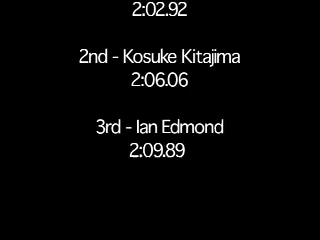 2:02.92
2nd - Kosuke Kitajima
2:06.06
3rd - Ian Edmond
2:09.89